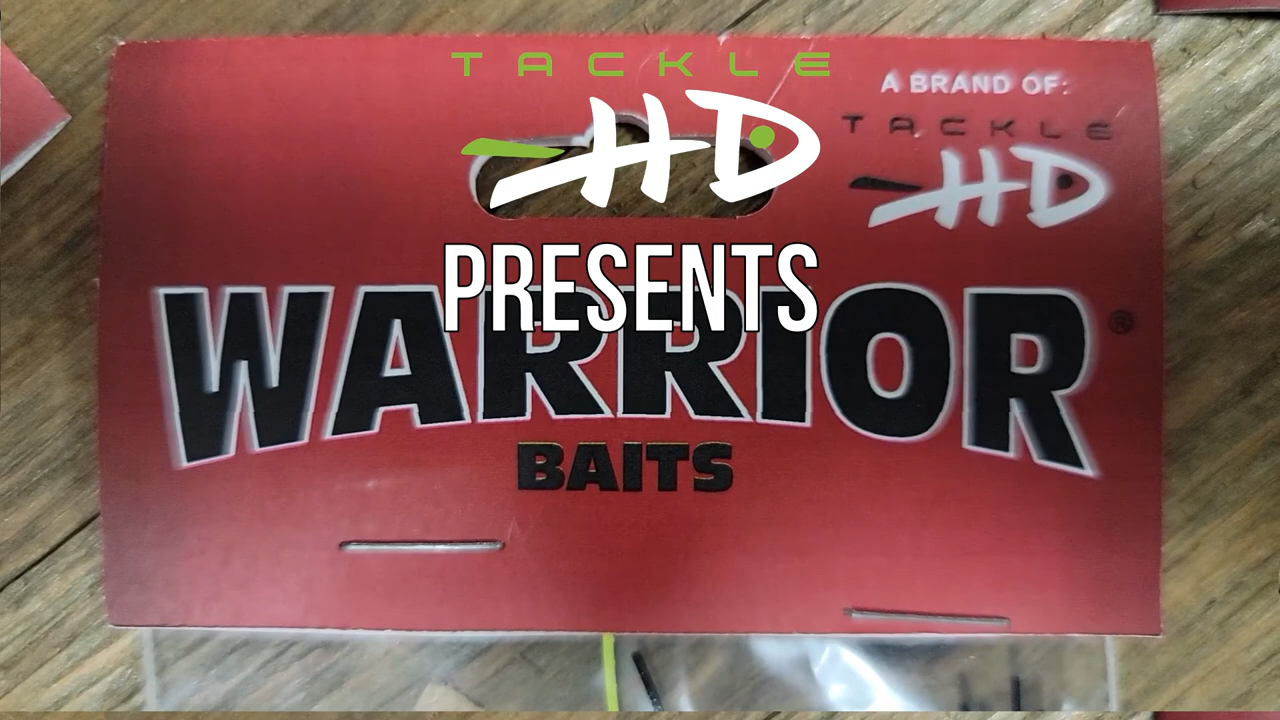 TACKLE
HD
PRESENTS
A BRAND OF:
TACKLE
HD
WARRIOR®
BAITS